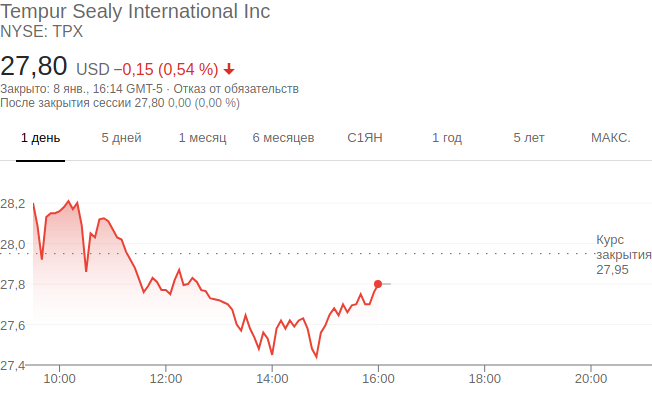 Tempur Sealy International Inc
NYSE: TPX
27,80 USD −0,15 (0,54 %)
Закрыто: 8 янв., 16:14 GMT-5 · Отказ от обязательств
После закрытия сессии 27,80 0,00 (0,00 %)
1 день 5 дней 1 месяц 6 месяцев С1ЯН 1 год 5 лет МАКС.
28,2
28,0
Курс
закрытия
27,95
27,8
27,6
27,4
10:00 12:00 14:00 16:00 18:00 20:00